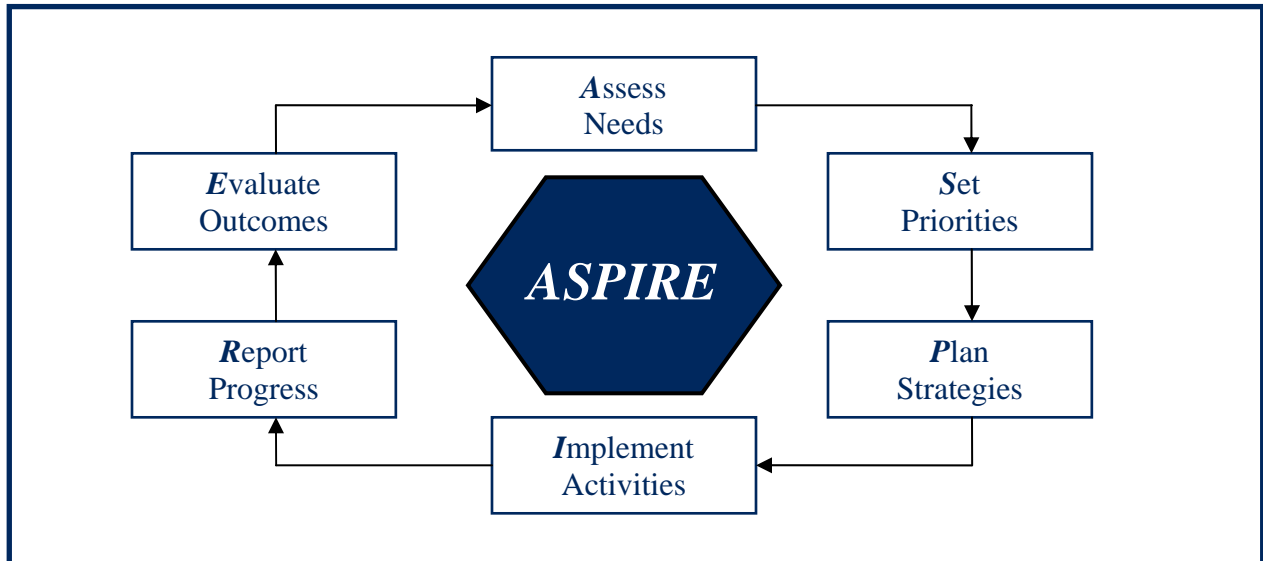 Assess
Needs
Set
Priorities
Plan
Strategies
Implement
Activities
Report
Progress
Evaluate
Outcomes
ASPIRE